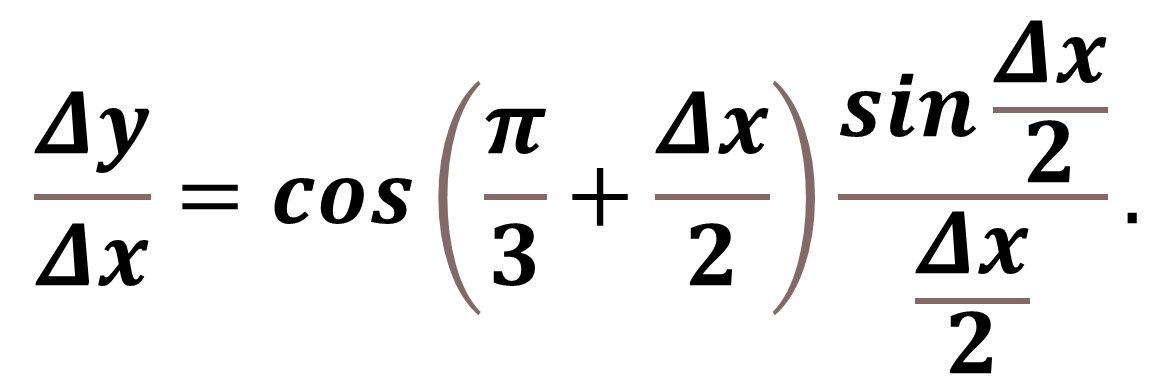 Δy/Δx = cos(π/3 + Δx/2) (sin Δx/2)/(Δx/2) .